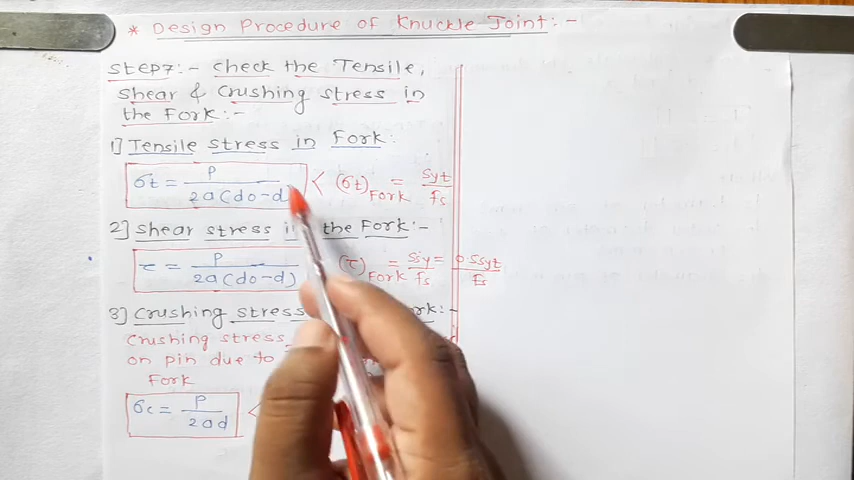 * Design Procedure of Knuckle Joint:-
Step7:- Check the Tensile,
Shear & Crushing stress in
the Fork:-
1] Tensile stress in Fork:
σt = P / 2a(do-d) < (σt)Fork = Syt / fs
2] Shear stress in the Fork:-
τ = P / 2a(do-d) (τ)Fork = Ssy / fs = 0.5Syt / fs
3] Crushing stress
Crushing stress
on pin due to
Fork
σc = P / 2ad <